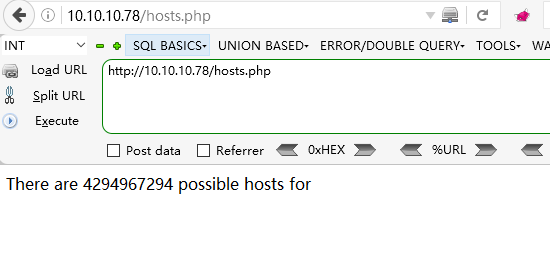 10.10.10.78/hosts.php
INT SQL BASICS UNION BASED ERROR/DOUBLE QUERY TOOLS WA
Load URL http://10.10.10.78/hosts.php
Split URL
Execute
Post data Referrer 0xHEX %URL
There are 4294967294 possible hosts for